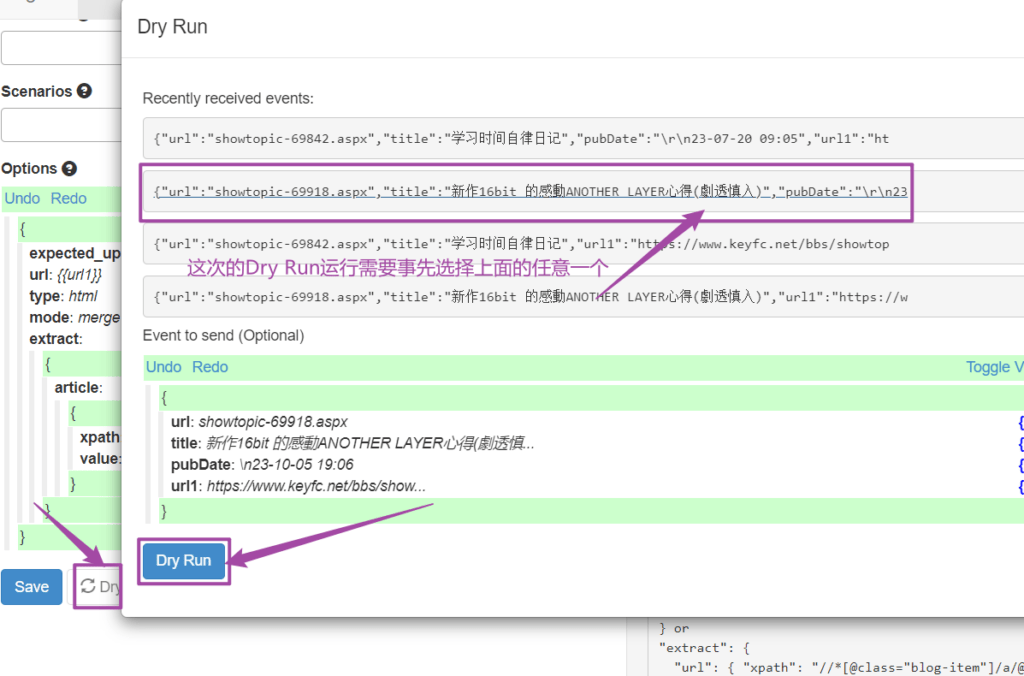 Dry Run
Recently received events:
{"url":"showtopic-69842.aspx","title":"学习时间自律日记","pubDate":"\r\n23-07-20 09:05","url1":"ht
{"url":"showtopic-69918.aspx","title":"新作16bit 的感動ANOTHER LAYER心得(劇透慎入)","pubDate":"\r\n23
{"url":"showtopic-69842.aspx","title":"学习时间自律日记","url1":"https://www.keyfc.net/bbs/showtop
这次的Dry Run运行需要事先选择上面的任意一个
{"url":"showtopic-69918.aspx","title":"新作16bit 的感動ANOTHER LAYER心得(劇透慎入)","url1":"https://w
Event to send (Optional)
Undo Redo
Toggle V
{
url: showtopic-69918.aspx
{
title: 新作16bit 的感動ANOTHER LAYER心得(劇透慎...
{
pubDate: \n23-10-05 19:06
{
url1: https://www.keyfc.net/bbs/show...
{
}
Dry Run
Scenarios
Options
Undo Redo
{
expected_up
url: {{url1}}
type: html
mode: merge
extract:
{
article:
{
xpath
value:
}
}
}
Save
Dry
} or
"extract": {
"url": { "xpath": "//*[@class="blog-item"]/a/@